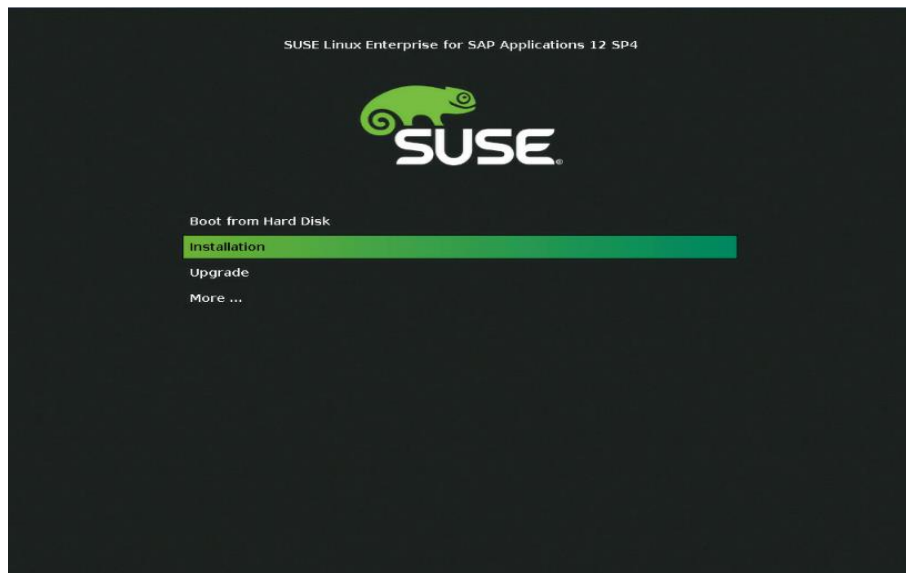 SUSE Linux Enterprise for SAP Applications 12 SP4
SUSE®
Boot from Hard Disk
Installation
Upgrade
More ...